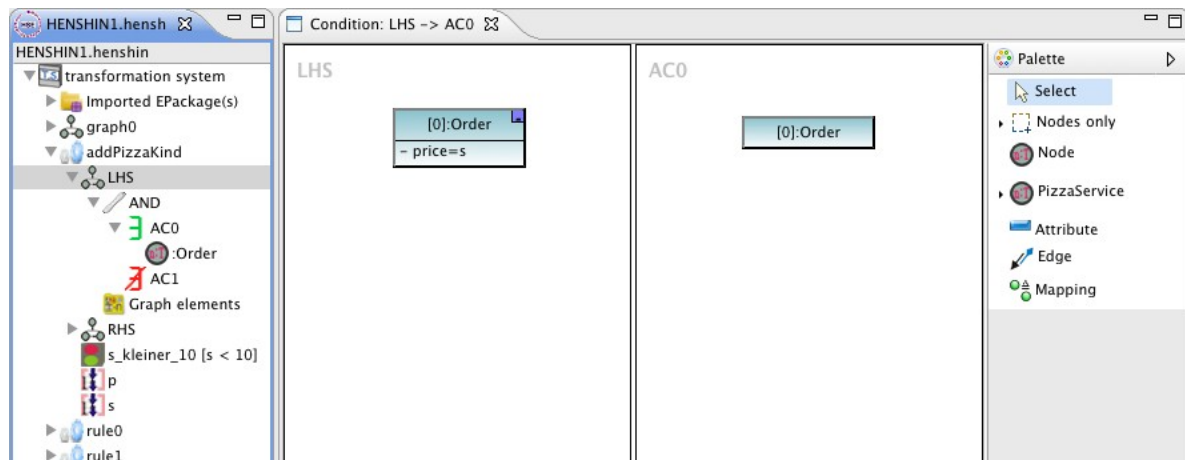 HENSHIN1.hensh
Condition: LHS -> AC0
HENSHIN1.henshin
transformation system
Imported EPackage(s)
graph0
addPizzaKind
LHS
AND
AC0
:Order
AC1
Graph elements
RHS
s_kleiner_10 [s < 10]
p
s
rule0
rule1
LHS
[0]:Order
- price=s
AC0
[0]:Order
Palette
Select
Nodes only
Node
PizzaService
Attribute
Edge
Mapping